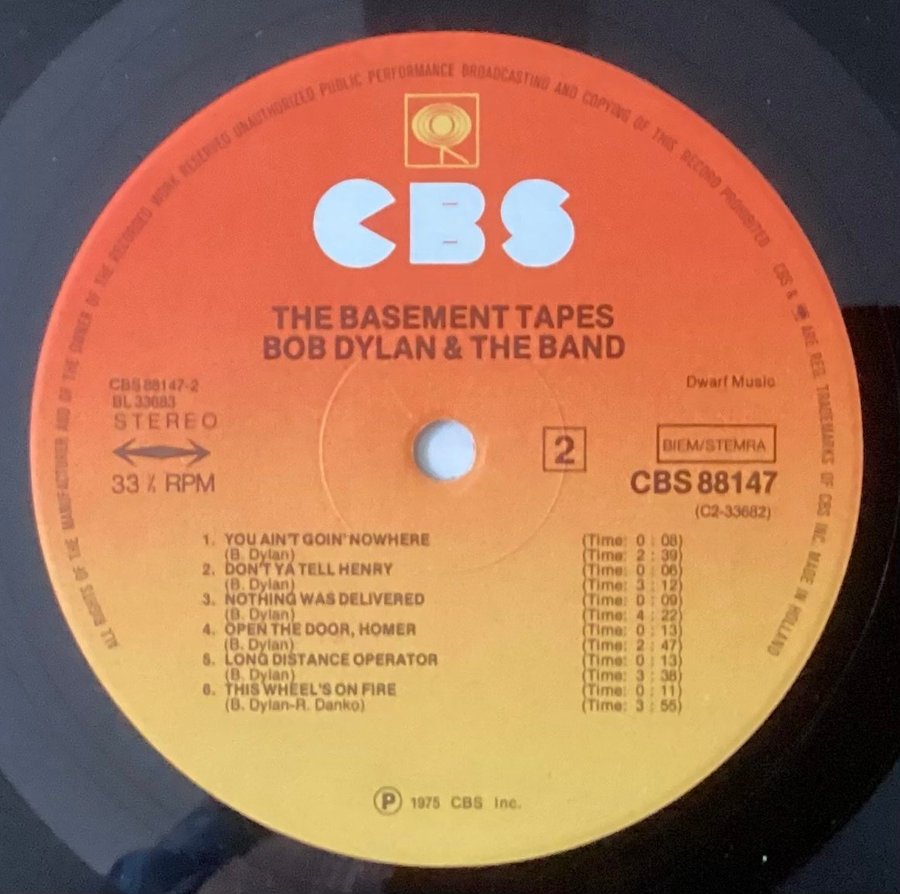 ALL RIGHTS OF THE MANUFACTURER AND OF THE OWNER OF THE RECORDED WORK RESERVED UNAUTHORIZED PUBLIC PERFORMANCE BROADCASTING AND COPYING OF THIS RECORD PROHIBITED
CBS & ARE REG. TRADEMARKS OF CBS INC. MADE IN HOLLAND
CBS
THE BASEMENT TAPES
BOB DYLAN & THE BAND
CBS 88147-2
BL 33683
STEREO
33 ⅓ RPM
Dwarf Music
2
BIEM/STEMRA
CBS 88147
(C2-33682)
1. YOU AIN'T GOIN' NOWHERE (Time: 0 : 08)
(B. Dylan) (Time: 2 : 39)
2. DON'T YA TELL HENRY (Time: 0 : 06)
(B. Dylan) (Time: 3 : 12)
3. NOTHING WAS DELIVERED (Time: 0 : 09)
(B. Dylan) (Time: 4 : 22)
4. OPEN THE DOOR, HOMER (Time: 0 : 13)
(B. Dylan) (Time: 2 : 47)
5. LONG DISTANCE OPERATOR (Time: 0 : 13)
(B. Dylan) (Time: 3 : 38)
6. THIS WHEEL'S ON FIRE (Time: 0 : 11)
(B. Dylan-R. Danko) (Time: 3 : 55)
Ⓟ 1975 CBS Inc.